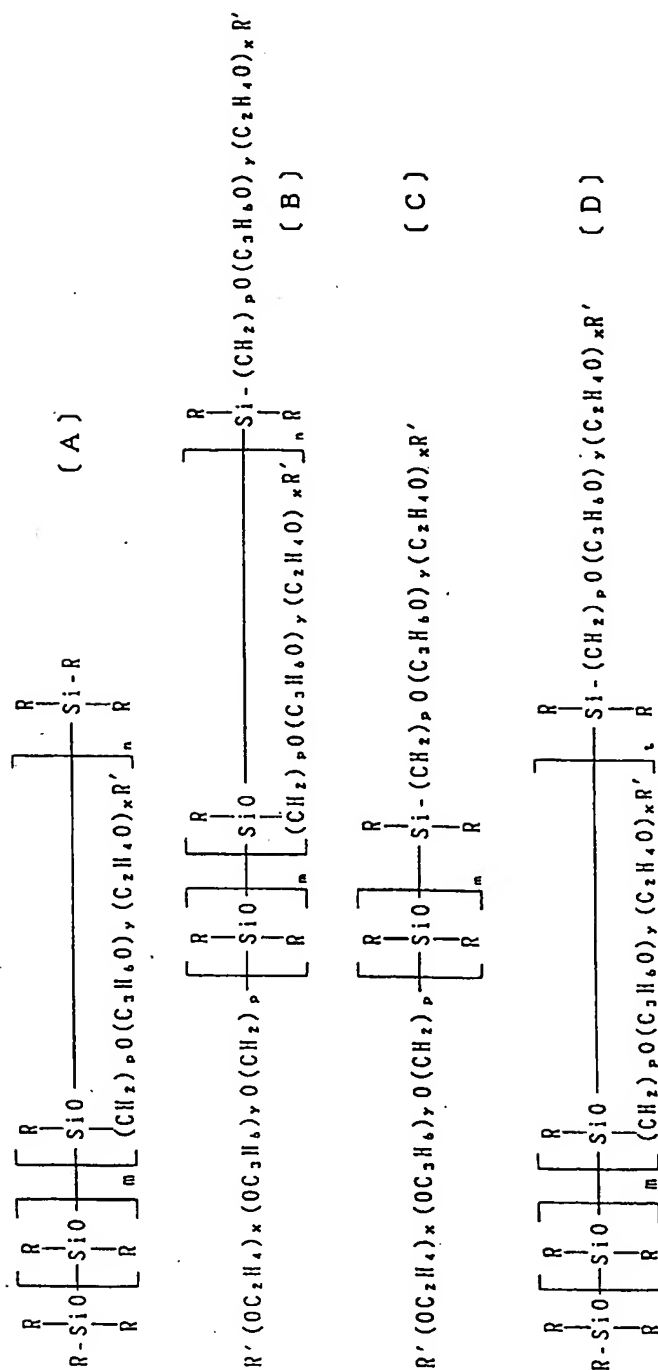 R R R R
R-SiO [ SiO ]m [ SiO ]n Si-R
R R (CH2)pO(C3H6O)y(C2H4O)xR' R
(A)
R R R
R'(OC2H4)x(OC3H6)yO(CH2)p [ SiO ]m [ SiO ]n Si-(CH2)pO(C3H6O)y(C2H4O)xR'
R (CH2)pO(C3H6O)y(C2H4O)xR' R
(B)
R R
R'(OC2H4)x(OC3H6)yO(CH2)p [ SiO ]m Si-(CH2)pO(C3H6O)y(C2H4O)xR'
R R
(C)
R R R R
R-SiO [ SiO ] [ SiO ] Si-(CH2)pO(C3H6O)y(C2H4O)xR'
R R (CH2)pO(C3H6O)y(C2H4O)xR' R
(D)